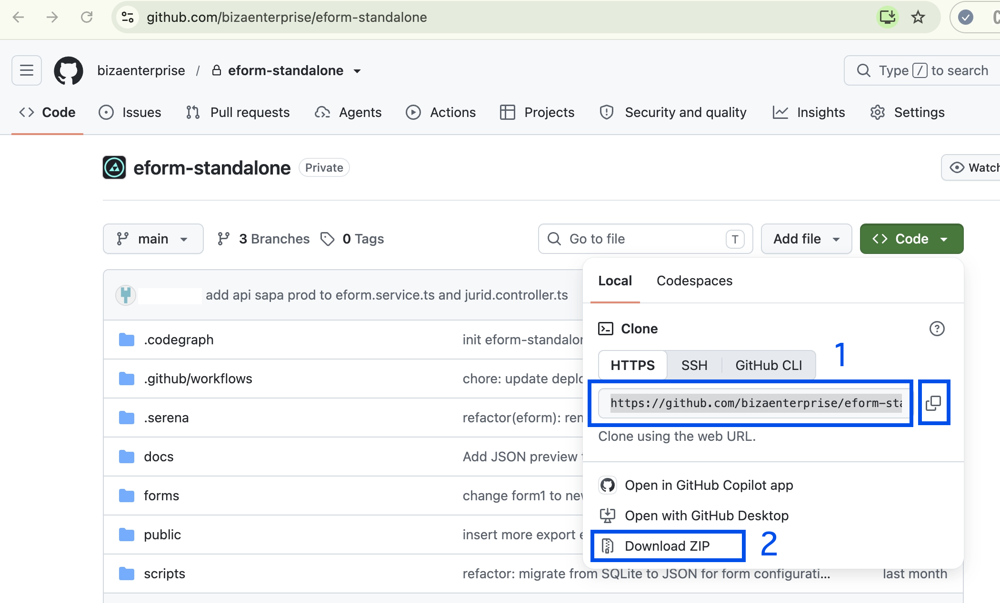 github.com/bizaenterprise/eform-standalone
bizaenterprise / eform-standalone
Type / to search
Code Issues Pull requests Agents Actions Projects Security and quality Insights Settings
eform-standalone Private
Watch
main 3 Branches 0 Tags Go to file T Add file Code
Local Codespaces
add api sapa prod to eform.service.ts and jurid.controller.ts
Clone
1
HTTPS SSH GitHub CLI
https://github.com/bizaenterprise/eform-sta
Clone using the web URL.
Open in GitHub Copilot app
Open with GitHub Desktop
Download ZIP 2
.codegraph init eform-standalor
.github/workflows chore: update deplo
.serena refactor(eform): ren
docs Add JSON preview
forms change form1 to new
public insert more export e
scripts refactor: migrate from SQLite to JSON for form configurati... last month